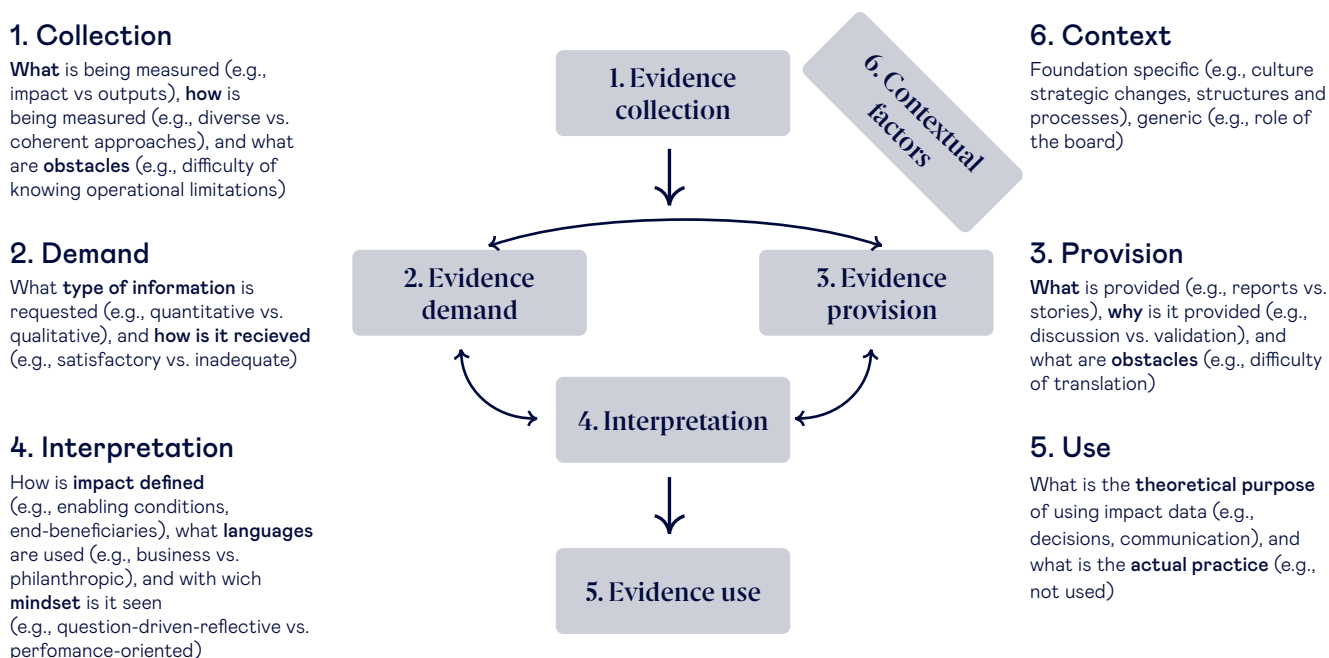 1. Collection
What is being measured (e.g.,
impact vs outputs), how is
being measured (e.g., diverse vs.
coherent approaches), and what
are obstacles (e.g., difficulty of
knowing operational limitations)
2. Demand
What type of information is
requested (e.g., quantitative vs.
qualitative), and how is it recieved
(e.g., satisfactory vs. inadequate)
4. Interpretation
How is impact defined
(e.g., enabling conditions,
end-beneficiaries), what languages
are used (e.g., business vs.
philanthropic), and with wich
mindset is it seen
(e.g., question-driven-reflective vs.
perfomance-oriented)
1. Evidence
collection
6. Contextual
factors
2. Evidence
demand
3. Evidence
provision
4. Interpretation
5. Evidence use
6. Context
Foundation specific (e.g., culture
strategic changes, structures and
processes), generic (e.g., role of
the board)
3. Provision
What is provided (e.g., reports vs.
stories), why is it provided (e.g.,
discussion vs. validation), and
what are obstacles (e.g., difficulty
of translation)
5. Use
What is the theoretical purpose
of using impact data (e.g.,
decisions, communication), and
what is the actual practice (e.g.,
not used)